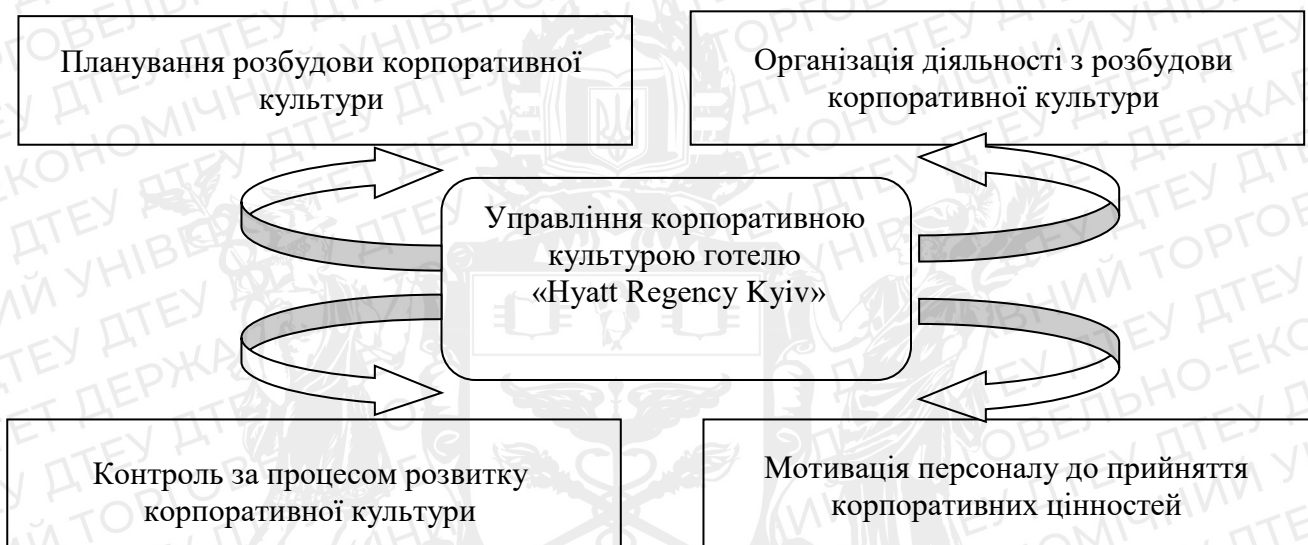 Планування розбудови корпоративної
культури
Організація діяльності з розбудови
корпоративної культури
Управління корпоративною
культурою готелю
«Hyatt Regency Kyiv»
Контроль за процесом розвитку
корпоративної культури
Мотивація персоналу до прийняття
корпоративних цінностей